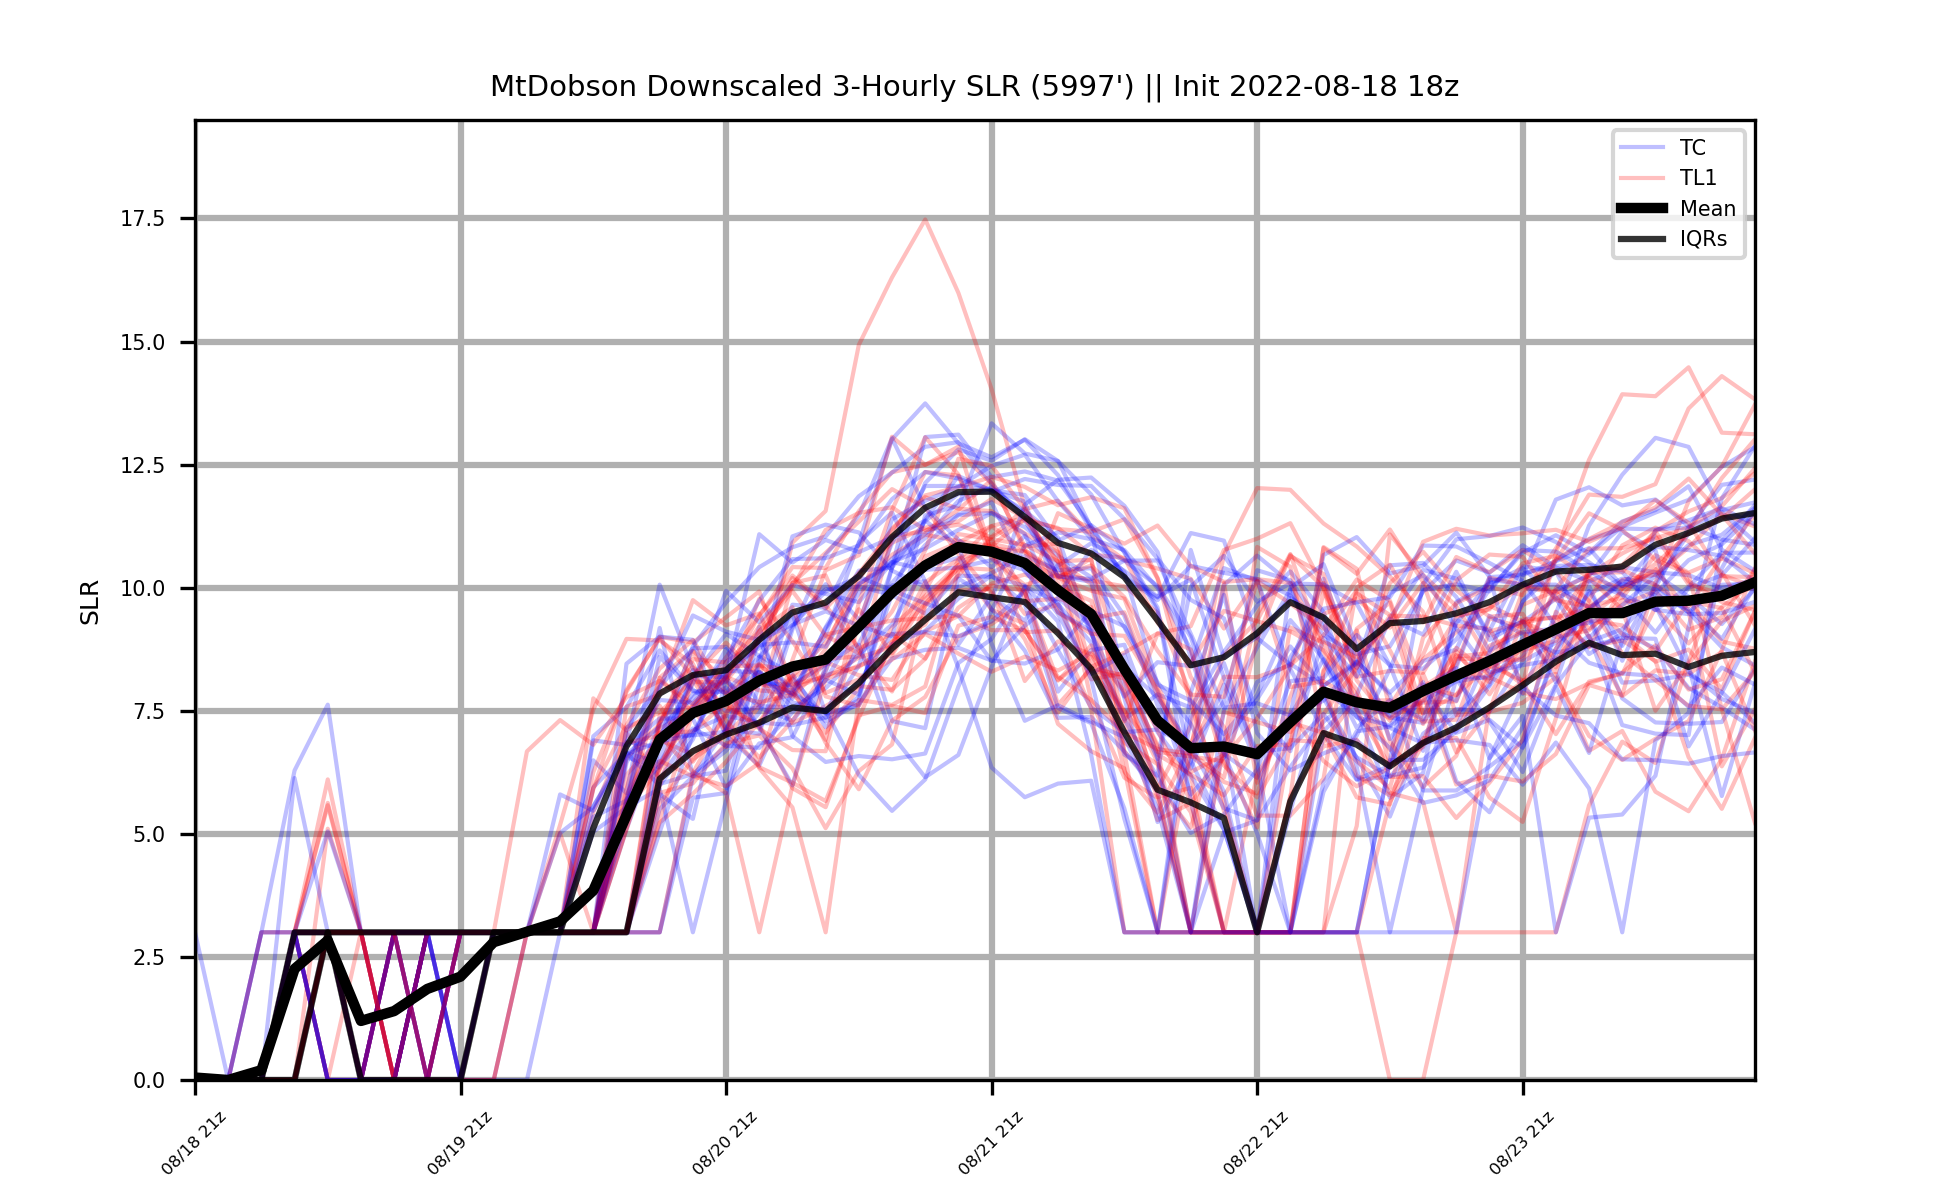 MtDobson Downscaled 3-Hourly SLR (5997') || Init 2022-08-18 18z
TC
TL1
Mean
IQRs
17.5
15.0
12.5
10.0
7.5
5.0
2.5
0.0
SLR
08/18 21z
08/19 21z
08/20 21z
08/21 21z
08/22 21z
08/23 21z